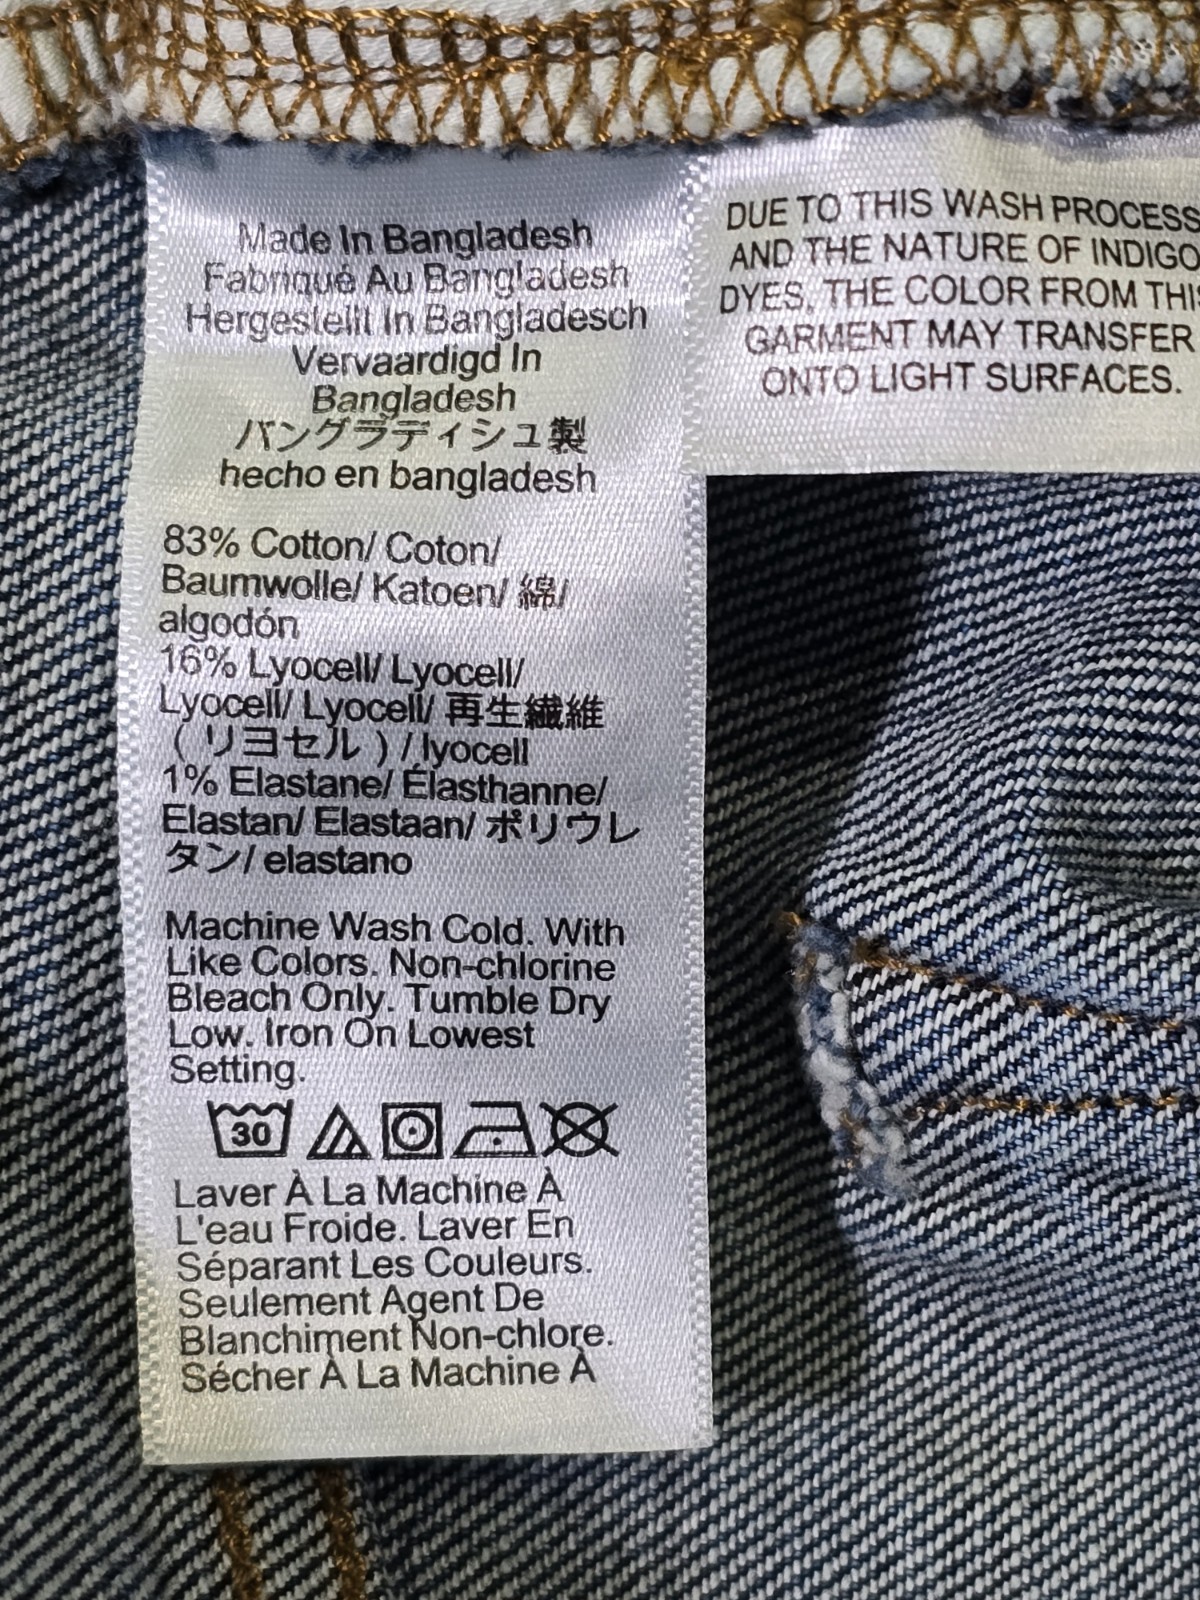 Made In Bangladesh
Fabriqué Au Bangladesh
Hergestellt In Bangladesch
Vervaardigd In
Bangladesh
バングラディシュ製
hecho en bangladesh
83% Cotton/ Coton/
Baumwolle/ Katoen/ 綿/
algodón
16% Lyocell/ Lyocell/
Lyocell/ Lyocell/ 再生繊維
(リヨセル)/ lyocell
1% Elastane/ Élasthanne/
Elastan/ Elastaan/ ポリウレ
タン/ elastano
Machine Wash Cold. With
Like Colors. Non-chlorine
Bleach Only. Tumble Dry
Low. Iron On Lowest
Setting.
30
Laver À La Machine À
L'eau Froide. Laver En
Séparant Les Couleurs.
Seulement Agent De
Blanchiment Non-chlore.
Sécher À La Machine À
DUE TO THIS WASH PROCESS
AND THE NATURE OF INDIGO
DYES, THE COLOR FROM THIS
GARMENT MAY TRANSFER
ONTO LIGHT SURFACES.